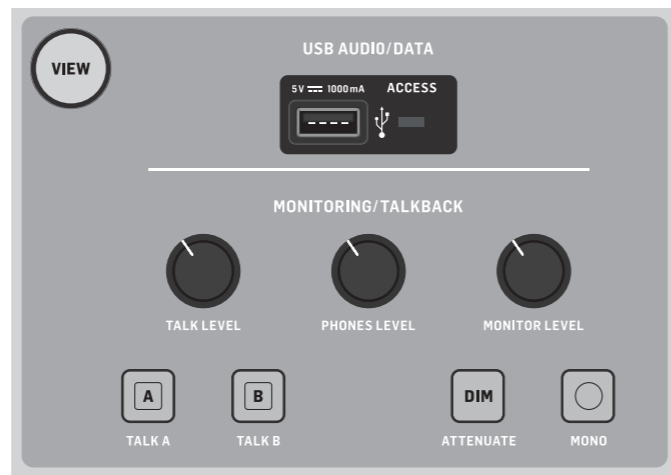 USB AUDIO/DATA
VIEW
5V 1000mA ACCESS
MONITORING/TALKBACK
TALK LEVEL PHONES LEVEL MONITOR LEVEL
A B DIM
TALK A TALK B ATTENUATE MONO